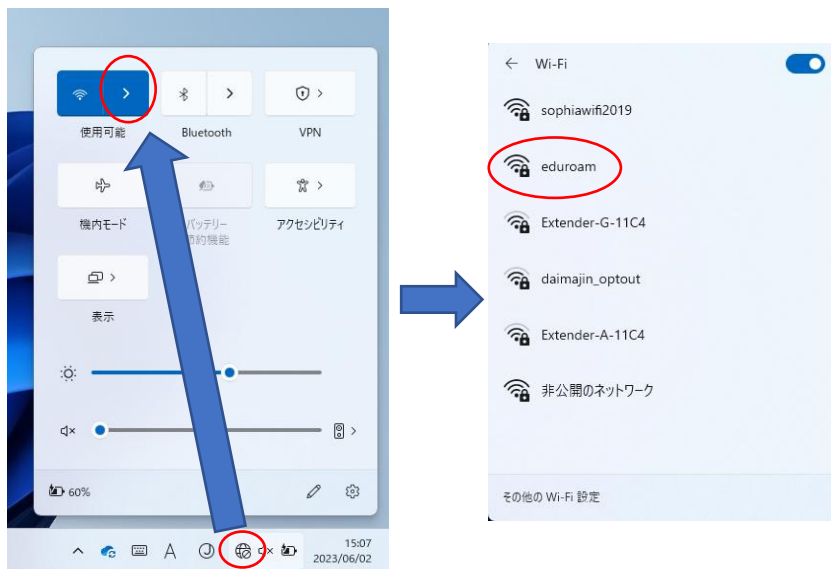 使用可能
Bluetooth
VPN
機内モード
バッテリー
節約機能
アクセシビリティ
表示
60%
A
15:07
2023/06/02
Wi-Fi
sophiawifi2019
eduroam
Extender-G-11C4
daimajin_optout
Extender-A-11C4
非公開のネットワーク
その他の Wi-Fi 設定